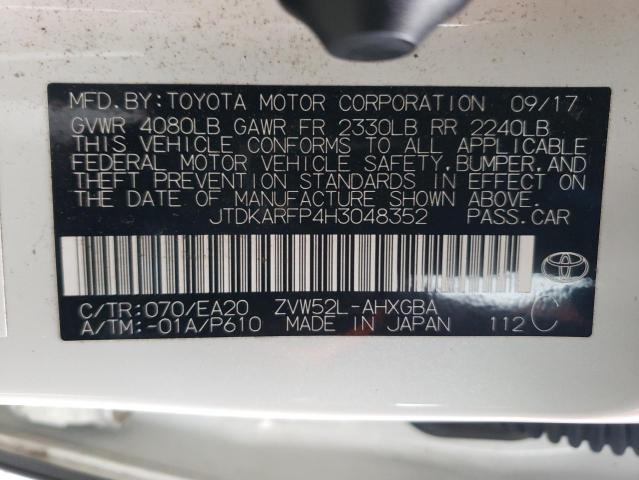 MFD.BY:TOYOTA MOTOR CORPORATION 09/17
GVWR 4080LB GAWR FR 2330LB RR 2240LB
THIS VEHICLE CONFORMS TO ALL APPLICABLE
FEDERAL MOTOR VEHICLE SAFETY,BUMPER,AND
THEFT PREVENTION STANDARDS IN EFFECT ON
THE DATE OF MANUFACTURE SHOWN ABOVE.
JTDKARFP4H3048352 PASS.CAR
C/TR:070/EA20 ZVW52L-AHXGBA
A/TM:-01A/P610 MADE IN JAPAN 112 C